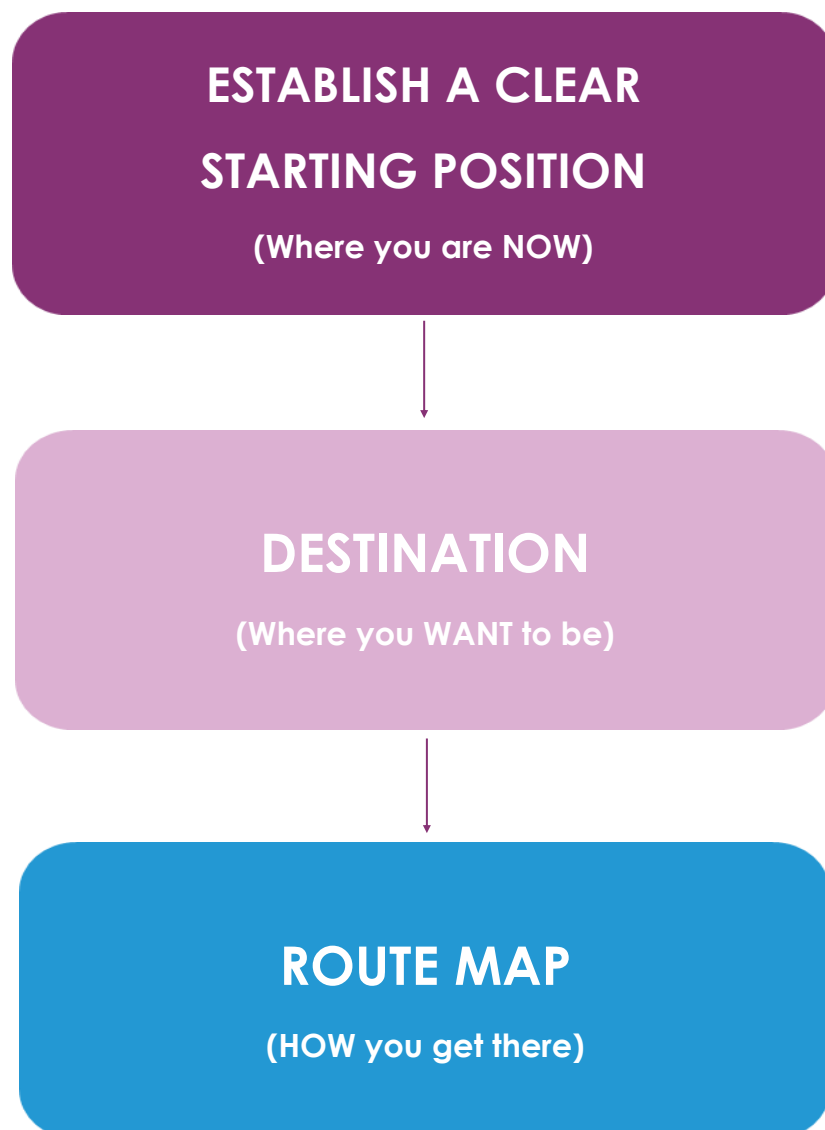 ESTABLISH A CLEAR
STARTING POSITION
(Where you are NOW)
DESTINATION
(Where you WANT to be)
ROUTE MAP
(HOW you get there)